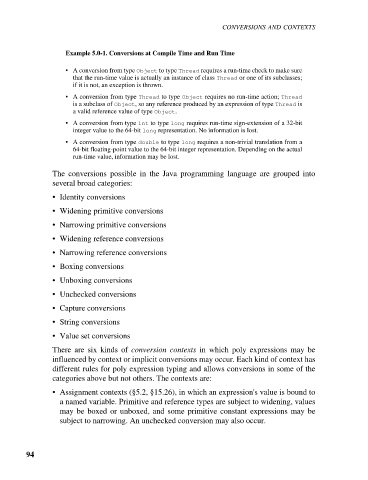 CONVERSIONS AND CONTEXTS
Example 5.0-1. Conversions at Compile Time and Run Time
• A conversion from type Object to type Thread requires a run-time check to make sure
that the run-time value is actually an instance of class Thread or one of its subclasses;
if it is not, an exception is thrown.
• A conversion from type Thread to type Object requires no run-time action; Thread
is a subclass of Object, so any reference produced by an expression of type Thread is
a valid reference value of type Object.
• A conversion from type int to type long requires run-time sign-extension of a 32-bit
integer value to the 64-bit long representation. No information is lost.
• A conversion from type double to type long requires a non-trivial translation from a
64-bit floating-point value to the 64-bit integer representation. Depending on the actual
run-time value, information may be lost.
The conversions possible in the Java programming language are grouped into
several broad categories:
• Identity conversions
• Widening primitive conversions
• Narrowing primitive conversions
• Widening reference conversions
• Narrowing reference conversions
• Boxing conversions
• Unboxing conversions
• Unchecked conversions
• Capture conversions
• String conversions
• Value set conversions
There are six kinds of conversion contexts in which poly expressions may be
influenced by context or implicit conversions may occur. Each kind of context has
different rules for poly expression typing and allows conversions in some of the
categories above but not others. The contexts are:
• Assignment contexts (§5.2, §15.26), in which an expression's value is bound to
a named variable. Primitive and reference types are subject to widening, values
may be boxed or unboxed, and some primitive constant expressions may be
subject to narrowing. An unchecked conversion may also occur.
94